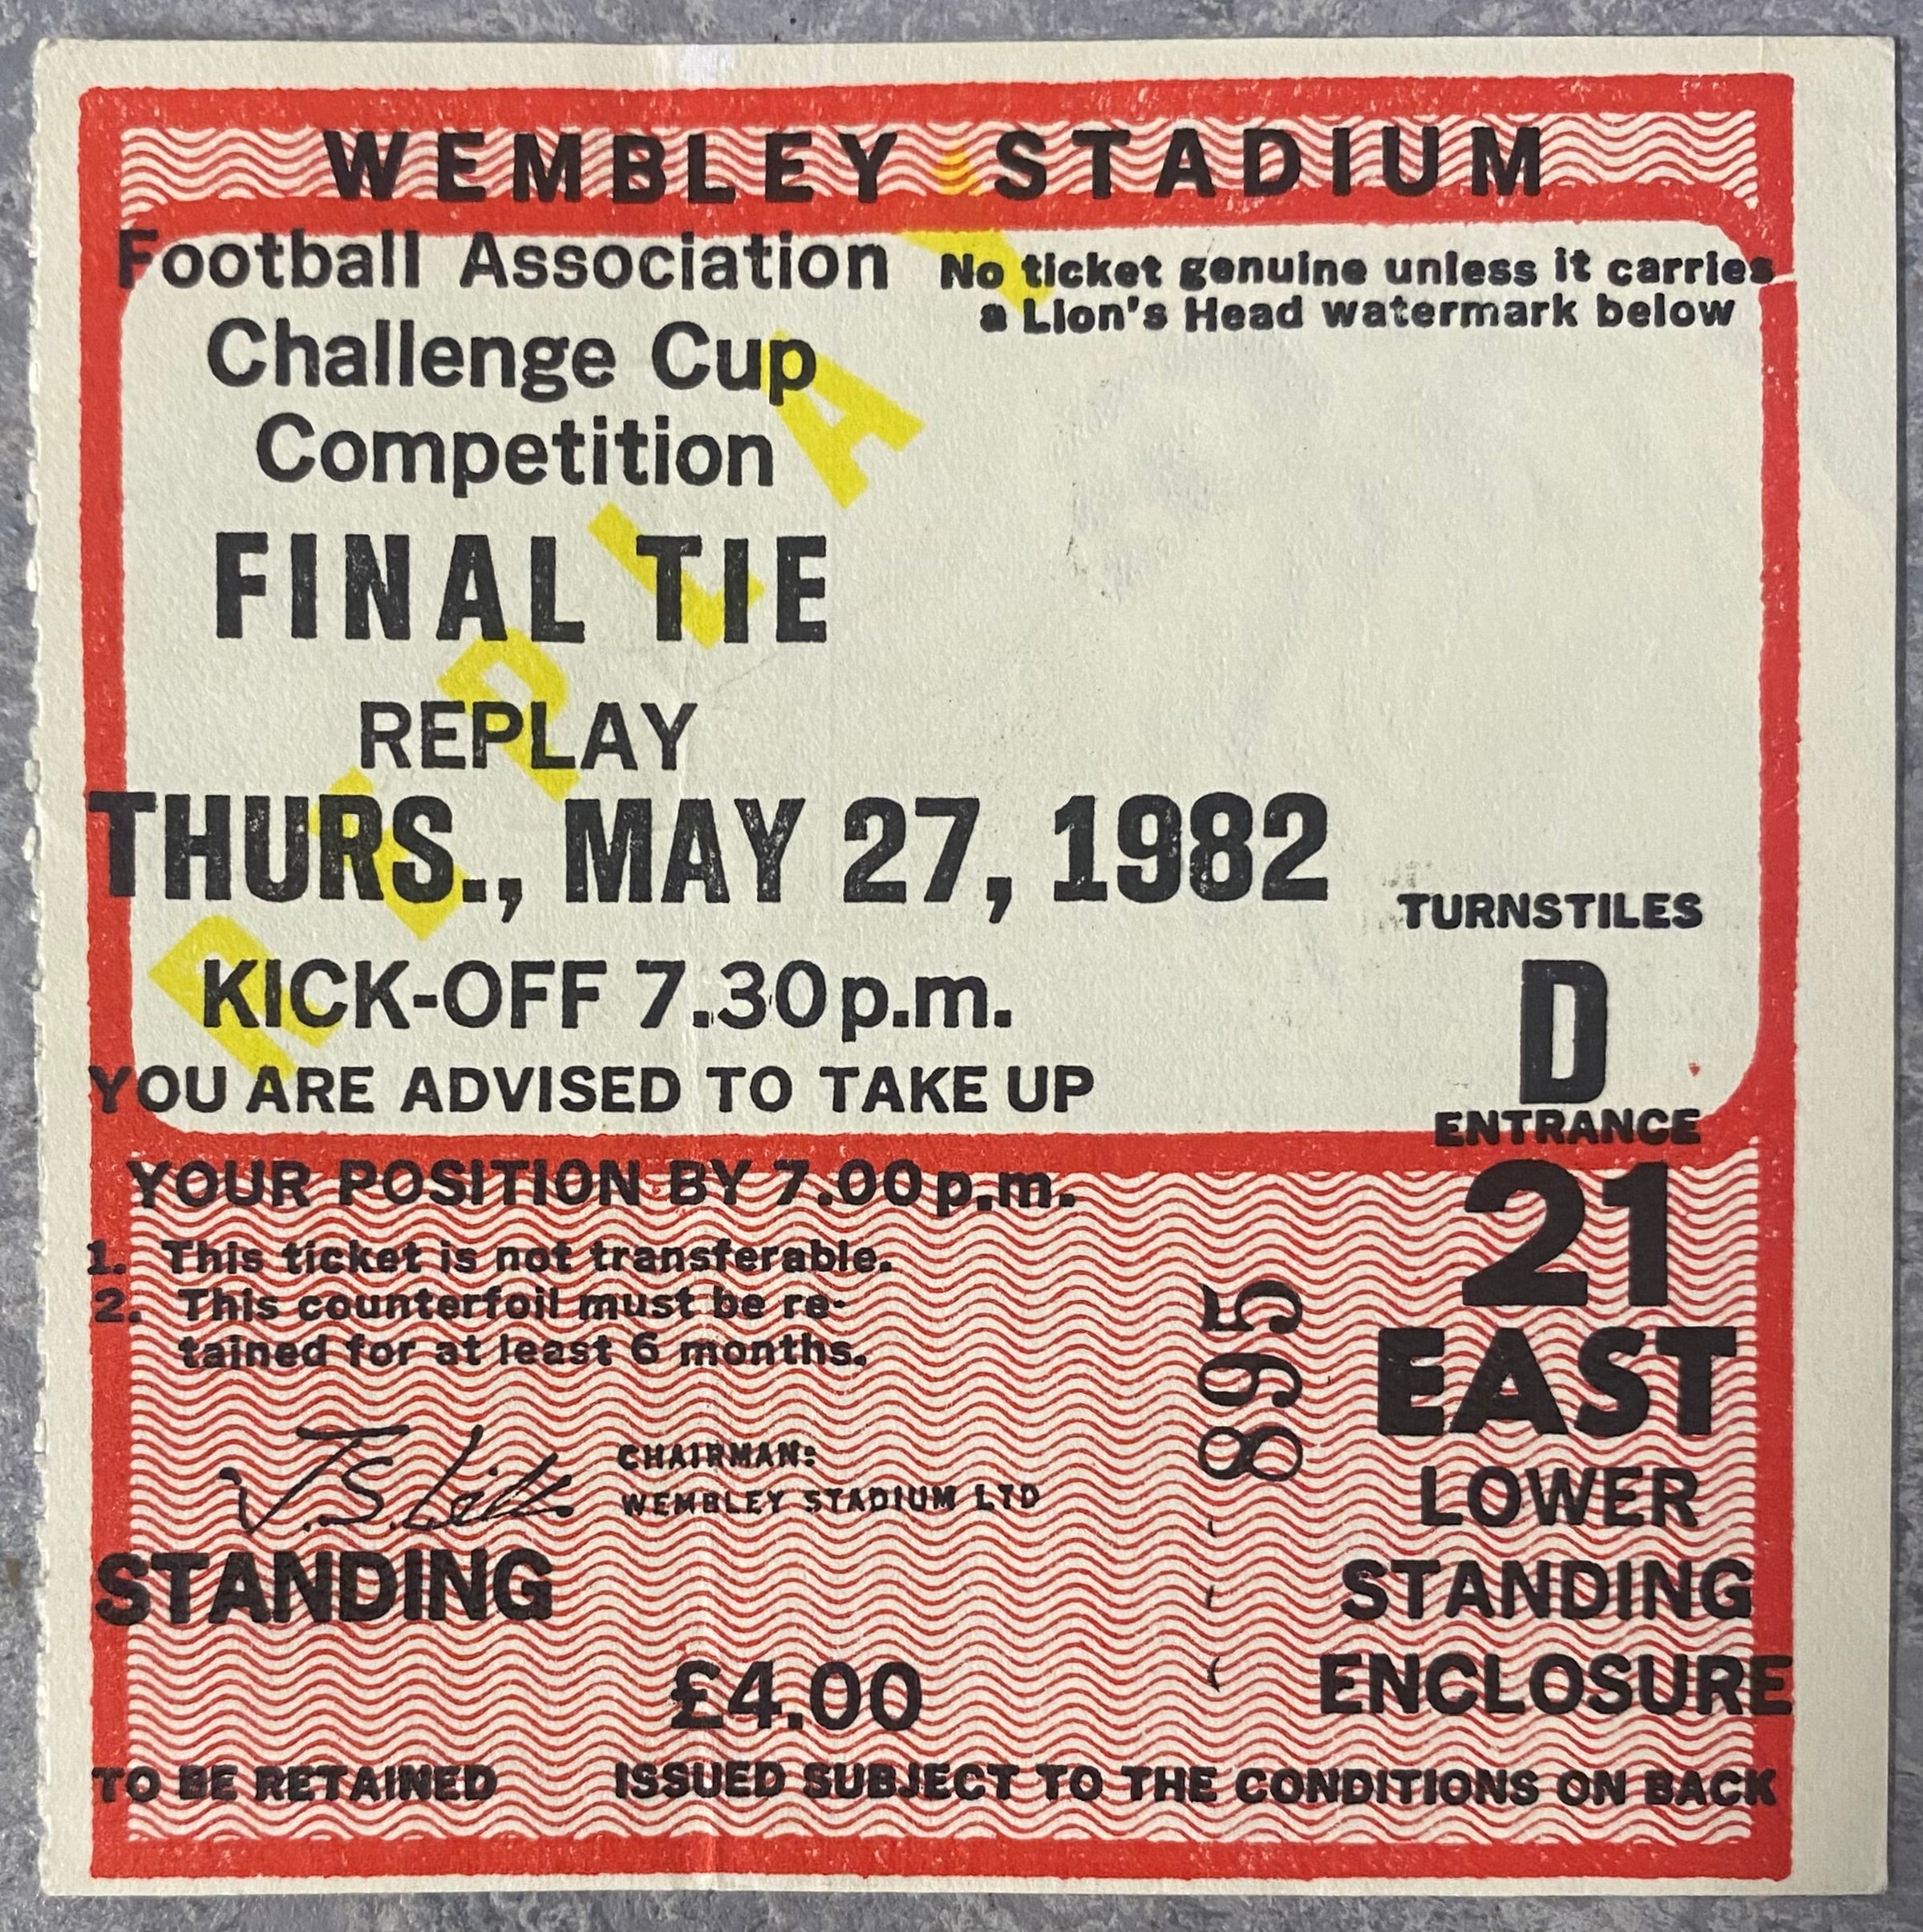 WEMBLEY STADIUM
Football Association
Challenge Cup
Competition
No ticket genuine unless it carries
a Lion's Head watermark below
FINAL TIE
REPLAY
THURS., MAY 27, 1982
KICK-OFF 7.30p.m.
YOU ARE ADVISED TO TAKE UP
YOUR POSITION BY 7.00p.m.
REPLAY
TURNSTILES
D
ENTRANCE
21
EAST
LOWER
STANDING
ENCLOSURE
1. This ticket is not transferable.
2. This counterfoil must be re-
tained for at least 6 months.
CHAIRMAN:
WEMBLEY STADIUM LTD
895
STANDING
£4.00
TO BE RETAINED ISSUED SUBJECT TO THE CONDITIONS ON BACK